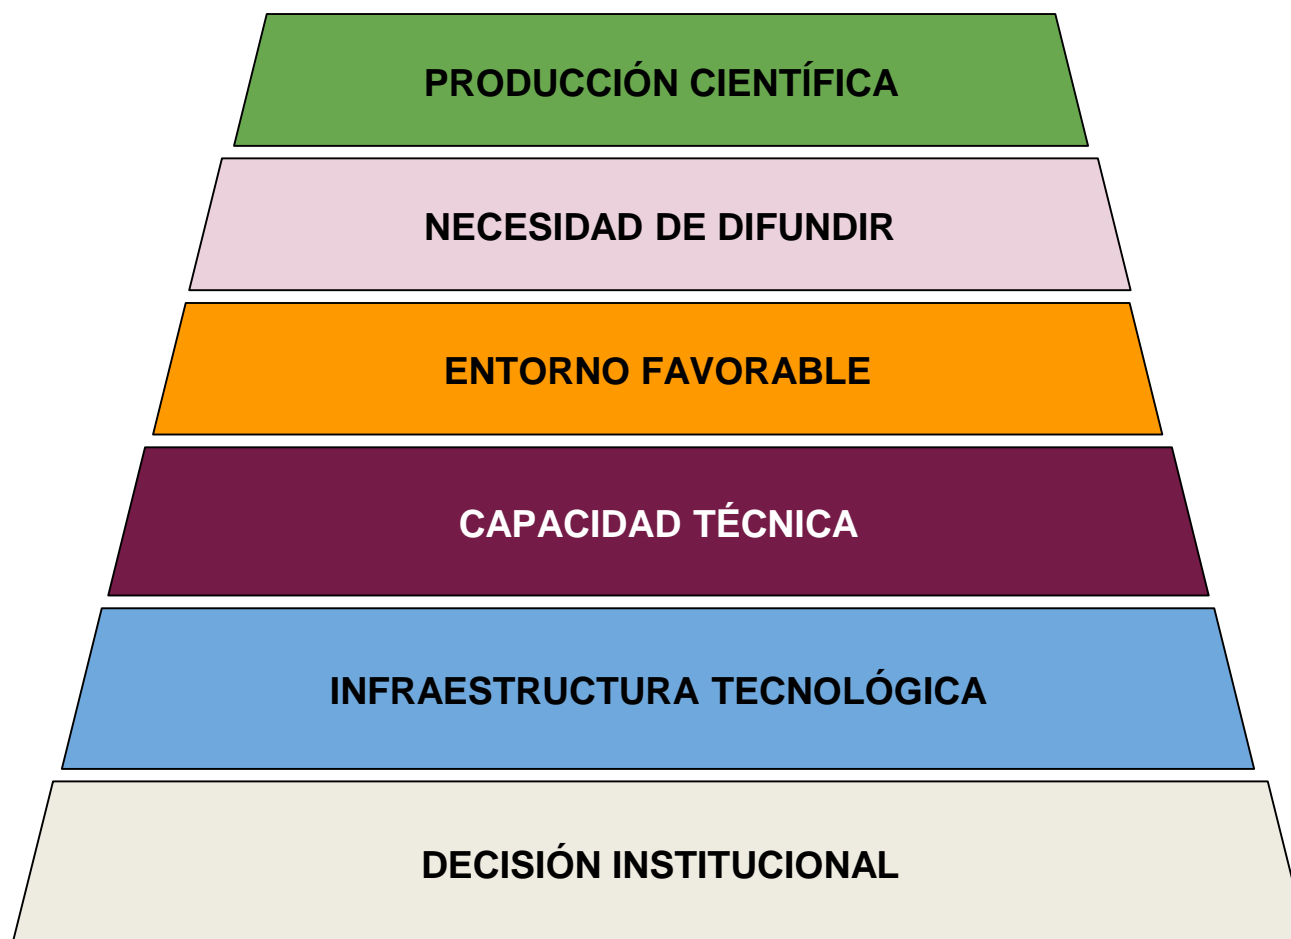 PRODUCCIÓN CIENTÍFICA
NECESIDAD DE DIFUNDIR
ENTORNO FAVORABLE
CAPACIDAD TÉCNICA
INFRAESTRUCTURA TECNOLÓGICA
DECISIÓN INSTITUCIONAL